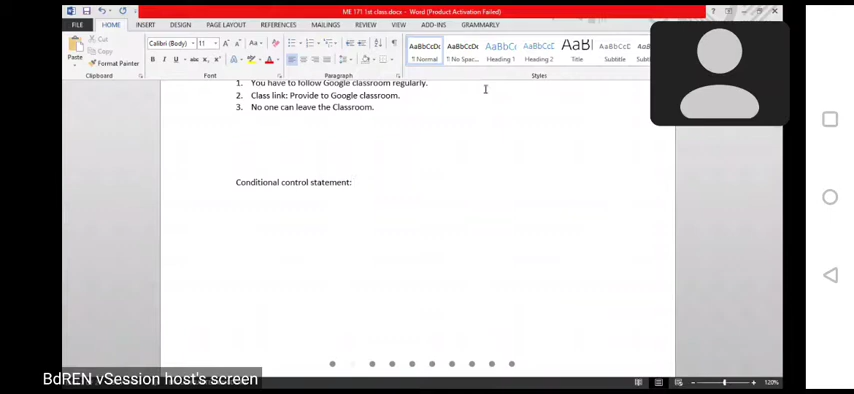 ME 171 1st class.docx - Word (Product Activation Failed)
FILE HOME INSERT DESIGN PAGE LAYOUT REFERENCES MAILINGS REVIEW VIEW ADD-INS GRAMMARLY
Paste
Cut
Copy
Format Painter
Clipboard
Calibri (Body) 11
Font
Paragraph
AaBbCcDc AaBbCcDc AaBbCc AaBbCcC AaB AaBbCcC
¶ Normal ¶ No Spac... Heading 1 Heading 2 Title Subtitle
Styles
1. You have to follow Google classroom regularly.
2. Class link: Provide to Google classroom.
3. No one can leave the Classroom.
Conditional control statement:
BdREN vSession host's screen
120%